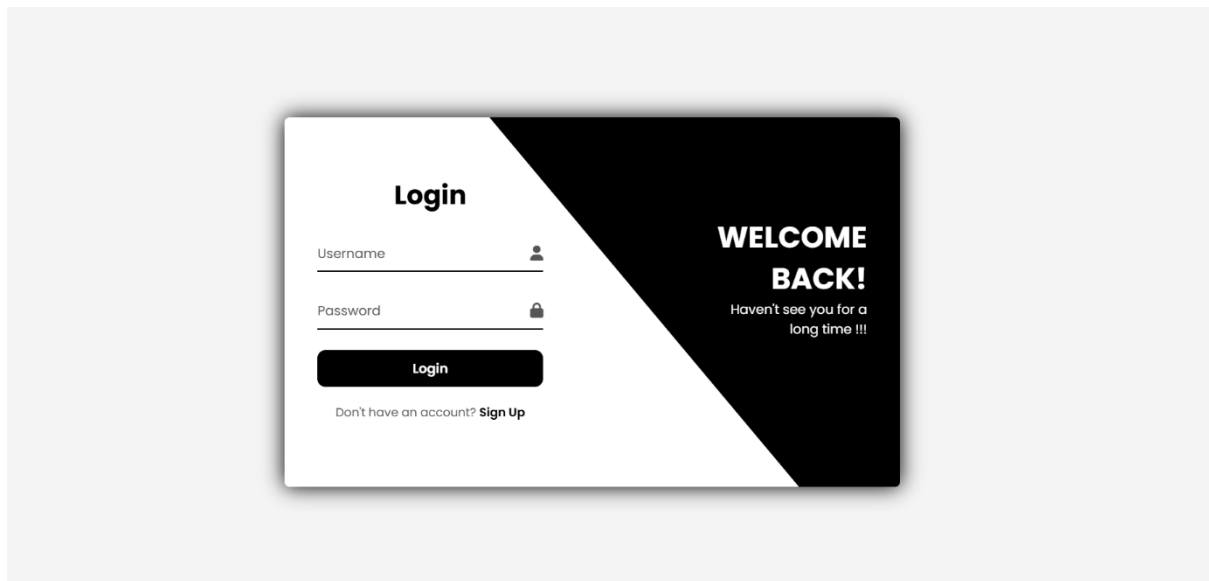 Login
Username
Password
Login
Don't have an account? Sign Up
WELCOME
BACK!
Haven't see you for a
long time !!!